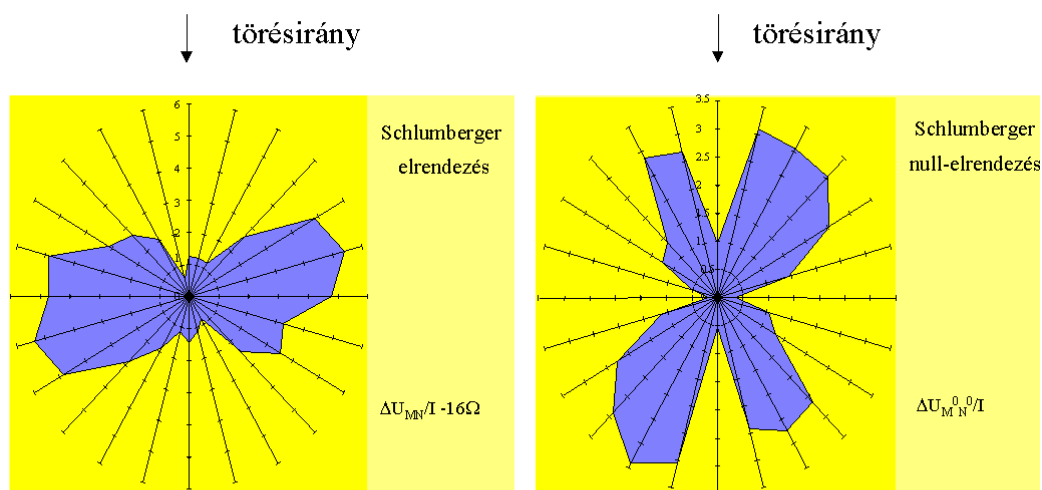 törésirány
törésirány
6
5
4
3
2
1
Schlumberger
elrendezés
ΔU_MN/I -16Ω
3.5
3
2.5
2
1.5
1
0.5
Schlumberger
null-elrendezés
ΔU_M⁰N⁰/I